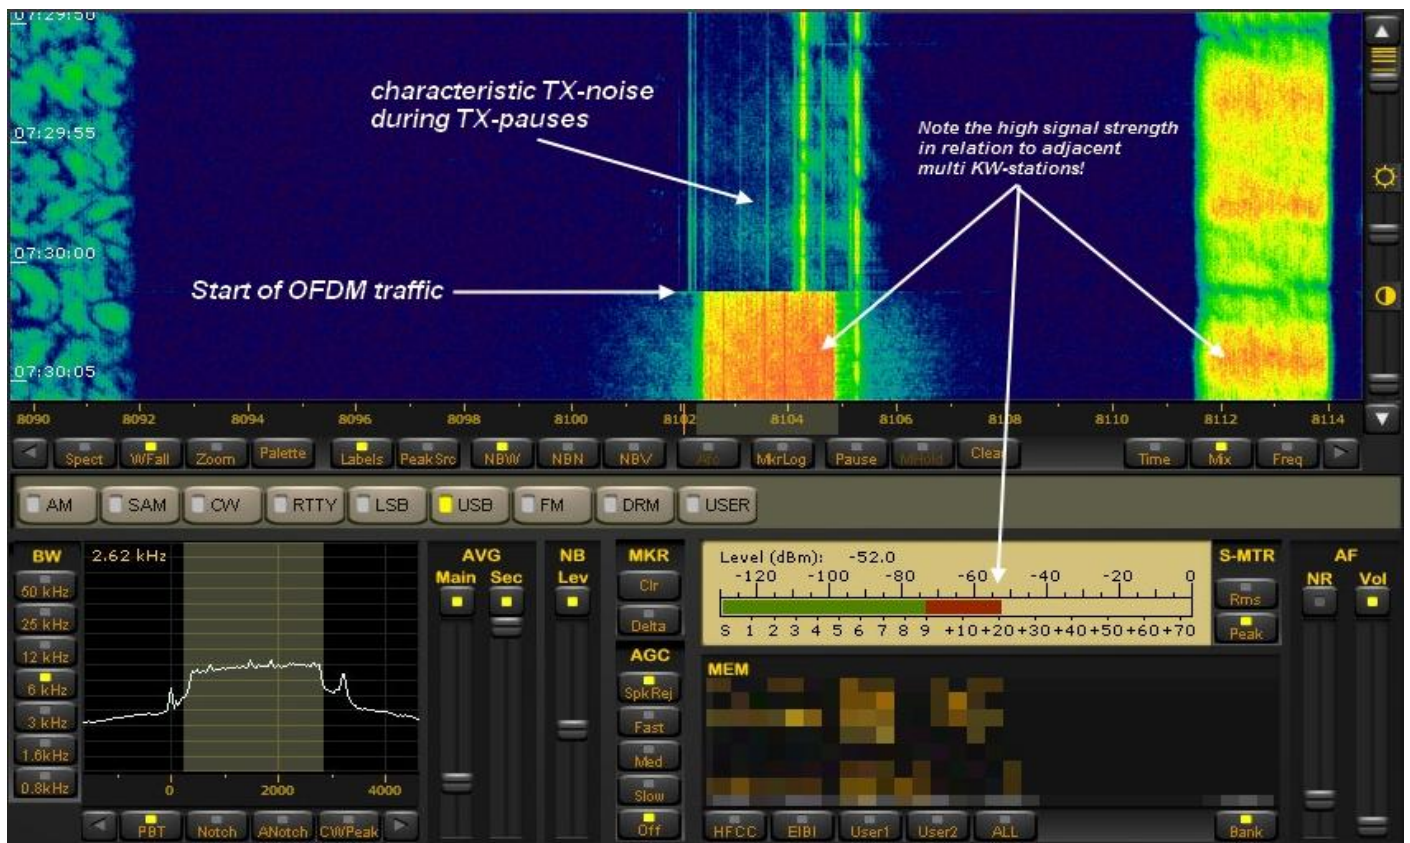 07:29:50
characteristic TX-noise
during TX-pauses
07:29:55
Note the high signal strength
in relation to adjacent
multi KW-stations!
07:30:00
Start of OFDM traffic
07:30:05
8090 8092 8094 8096 8098 8100 8102 8104 8106 8108 8110 8112 8114
Spect WFall Zoom Palette Labels PeakSrc NBW NBN NBV MkrLog Pause Clear Time Mix Freq
AM SAM CW RTTY LSB USB FM DRM USER
BW
50 kHz
25 kHz
12 kHz
6 kHz
3 kHz
1.6kHz
0.8kHz
2.62 kHz
0 2000 4000
PBT Notch ANotch CWPeak
AVG
Main Sec
NB
Lev
MKR
Clr
Delta
AGC
SpkRej
Fast
Med
Slow
Off
Level (dBm): -52.0
-120 -100 -80 -60 -40 -20 0
S 1 2 3 4 5 6 7 8 9 +10+20+30+40+50+60+70
S-MTR
Rms
Peak
AF
NR Vol
MEM
HFCC EIBI User1 User2 ALL
Bank